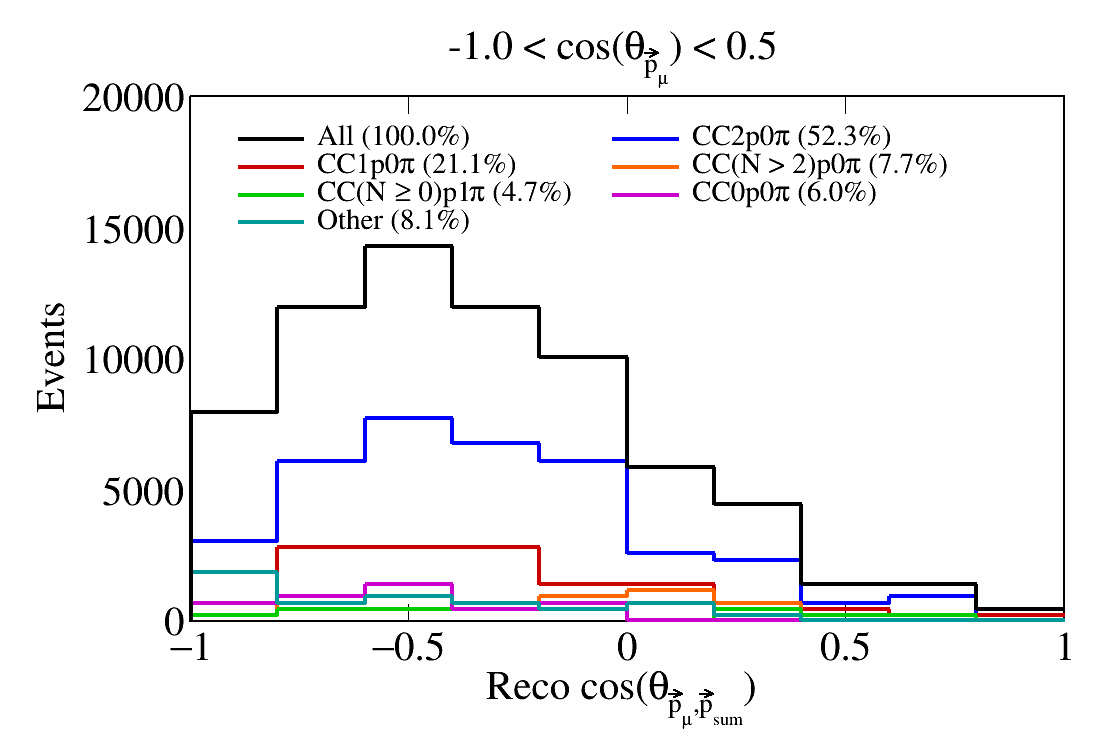 -1.0 < cos(θp⃗μ) < 0.5
20000
15000
10000
5000
0
Events
All (100.0%)
CC2p0π (52.3%)
CC1p0π (21.1%)
CC(N > 2)p0π (7.7%)
CC(N ≥ 0)p1π (4.7%)
CC0p0π (6.0%)
Other (8.1%)
−1 −0.5 0 0.5 1
Reco cos(θp⃗μ,p⃗sum)